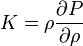 K = ρ ∂P/∂ρ